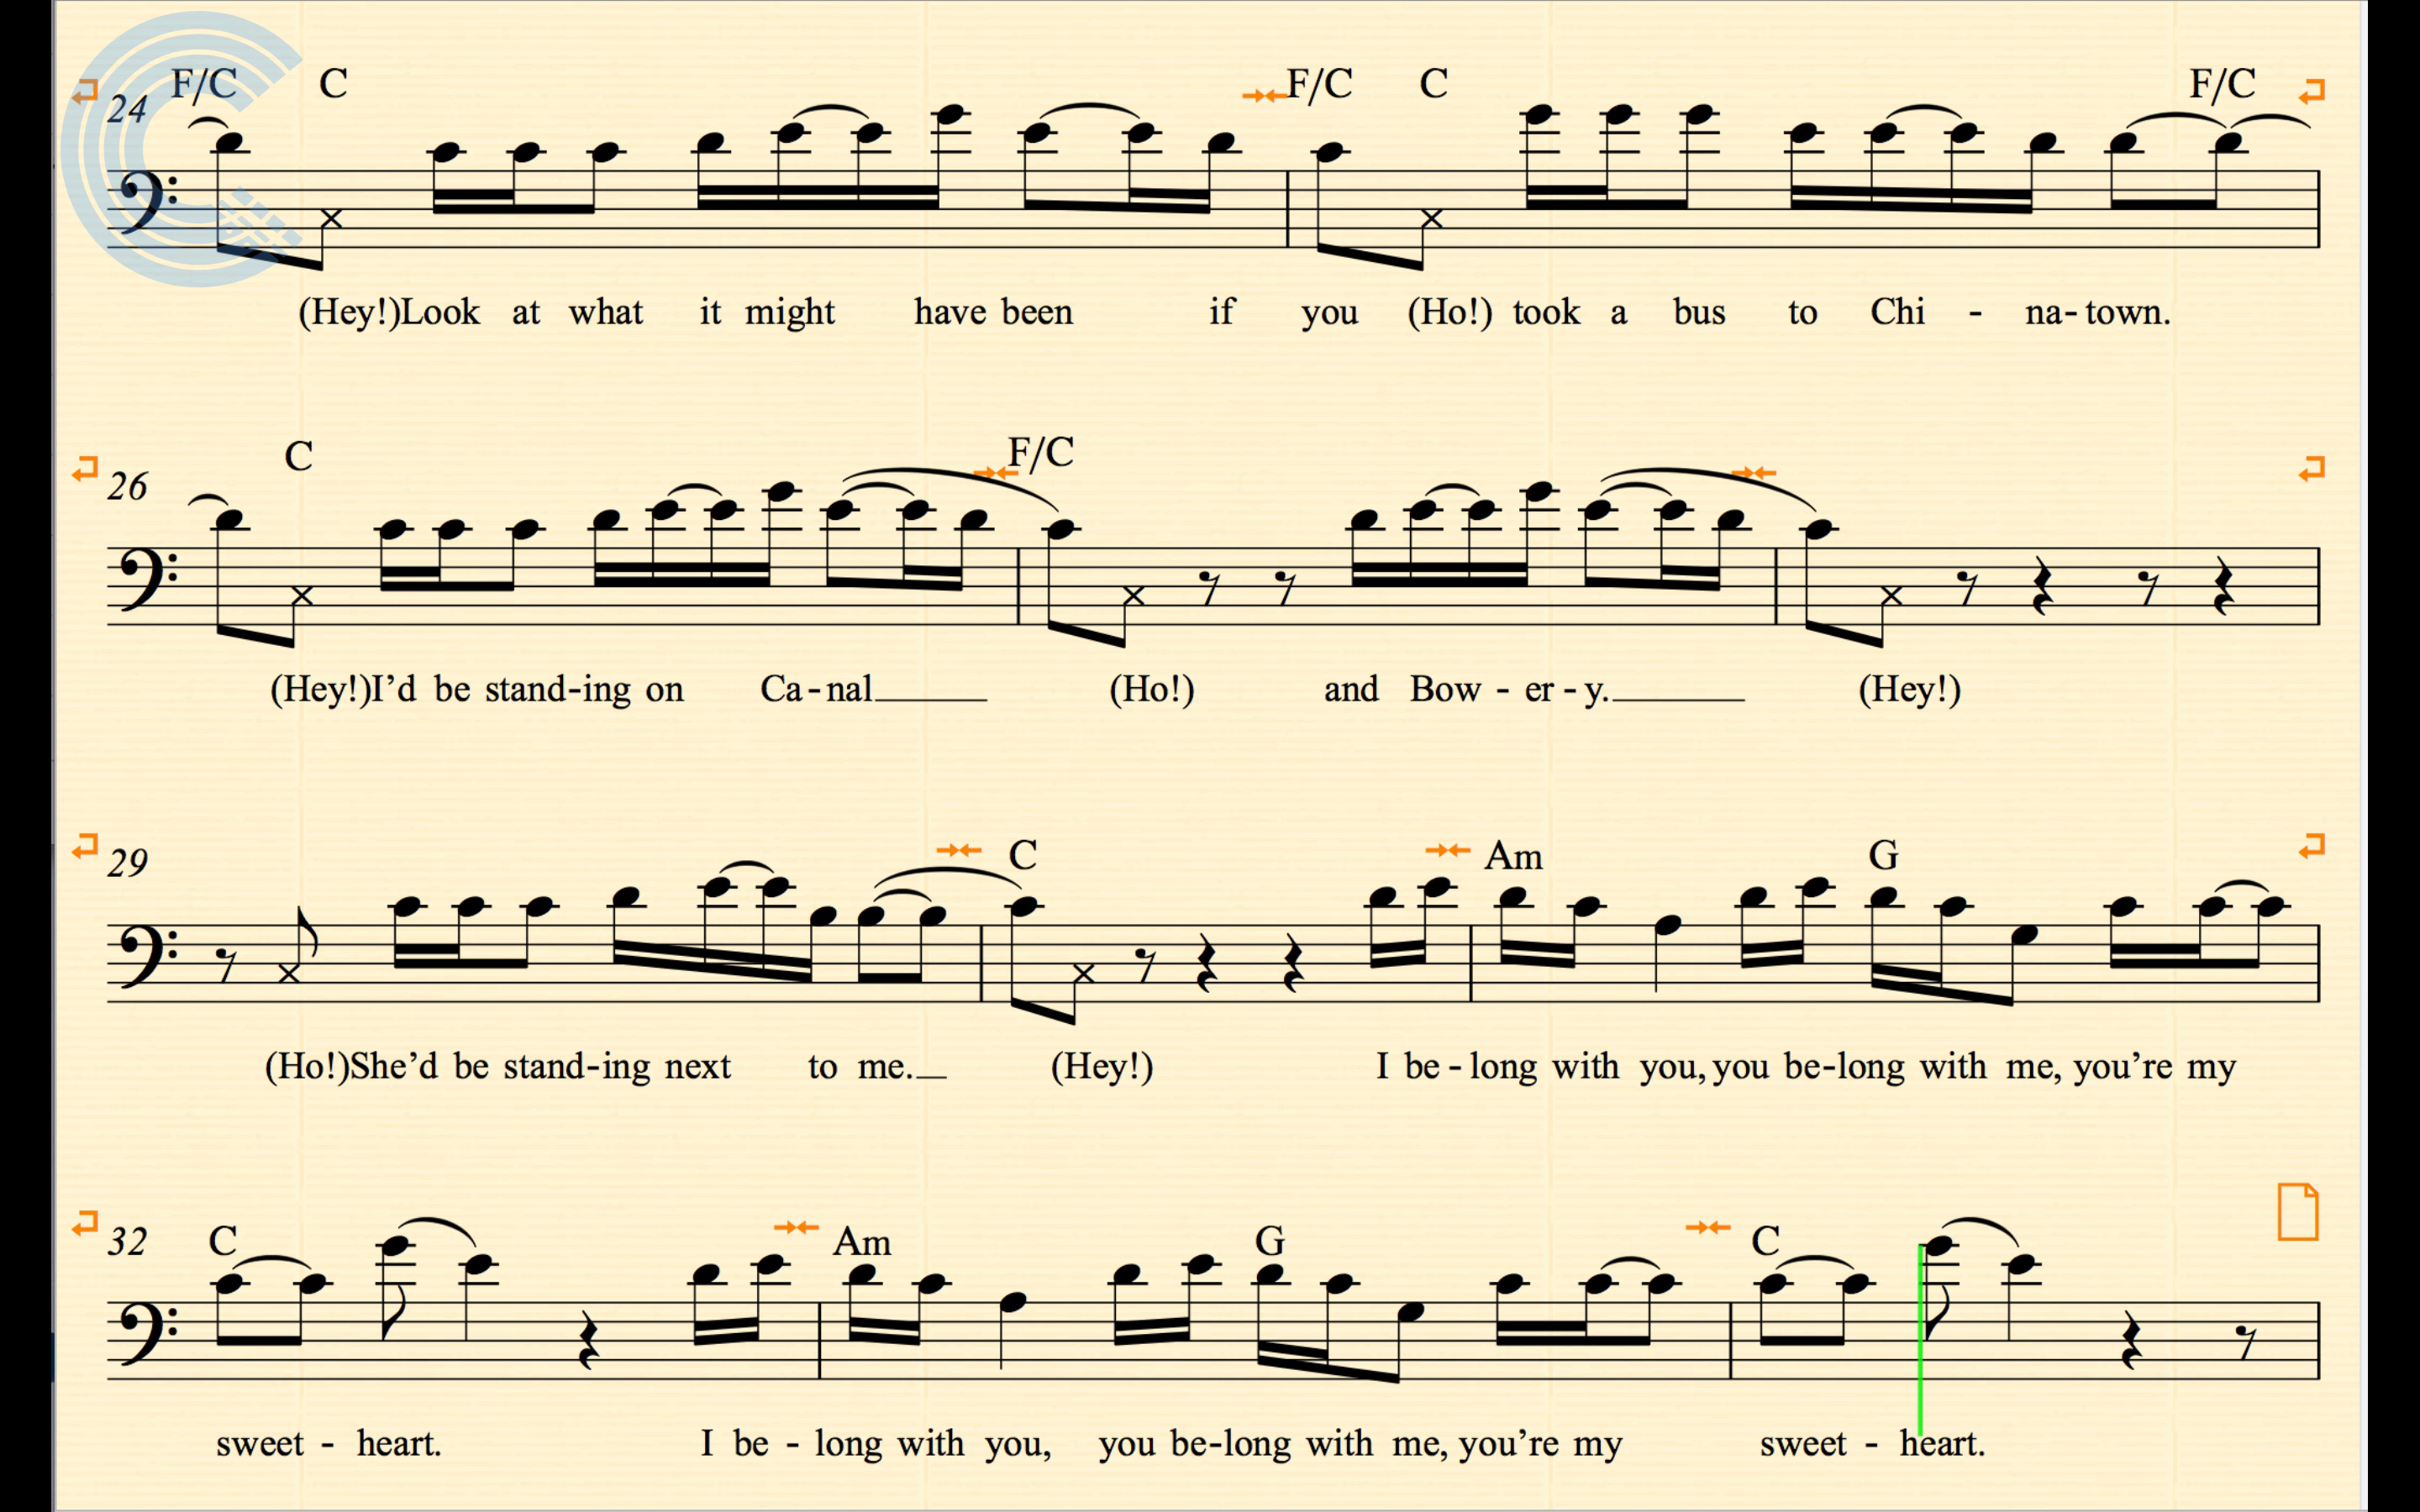 F/C C F/C C F/C
24
(Hey!)Look at what it might have been if you (Ho!) took a bus to Chi - na-town.
C F/C
26
(Hey!)I’d be stand-ing on Ca-nal (Ho!) and Bow-er-y. (Hey!)
C Am G
29
(Ho!)She’d be stand-ing next to me. (Hey!) I be-long with you, you be-long with me, you’re my
C Am G C
32
sweet - heart. I be - long with you, you be-long with me, you’re my sweet - heart.